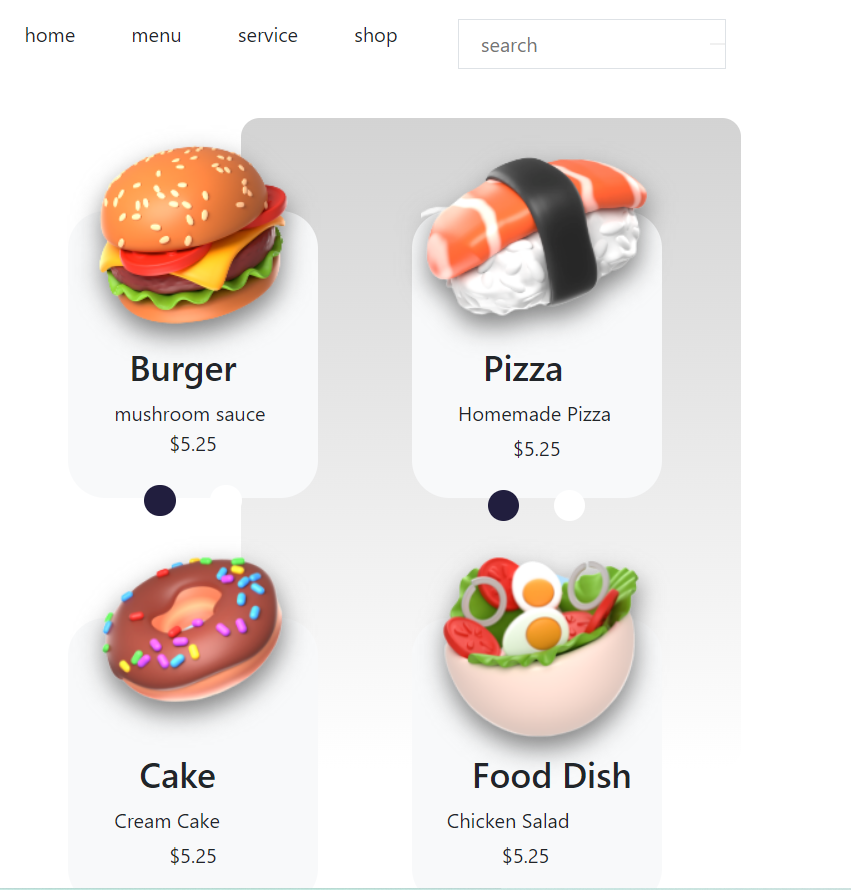 home menu service shop search
Burger
mushroom sauce
$5.25
Pizza
Homemade Pizza
$5.25
Cake
Cream Cake
$5.25
Food Dish
Chicken Salad
$5.25